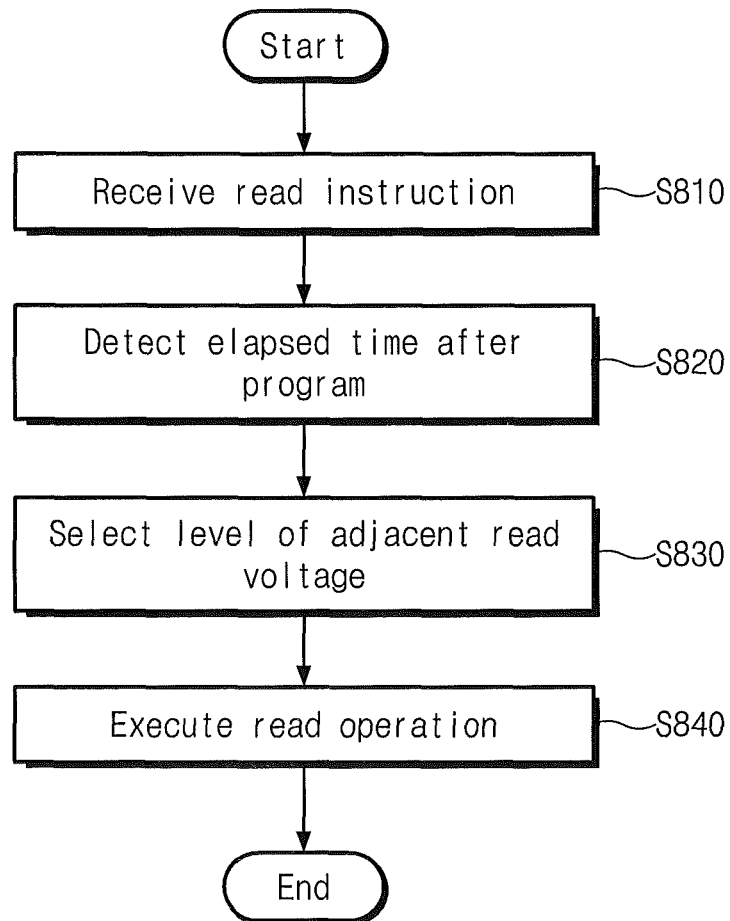 Start
Receive read instruction
S810
Detect elapsed time after
program
S820
Select level of adjacent read
voltage
S830
Execute read operation
S840
End